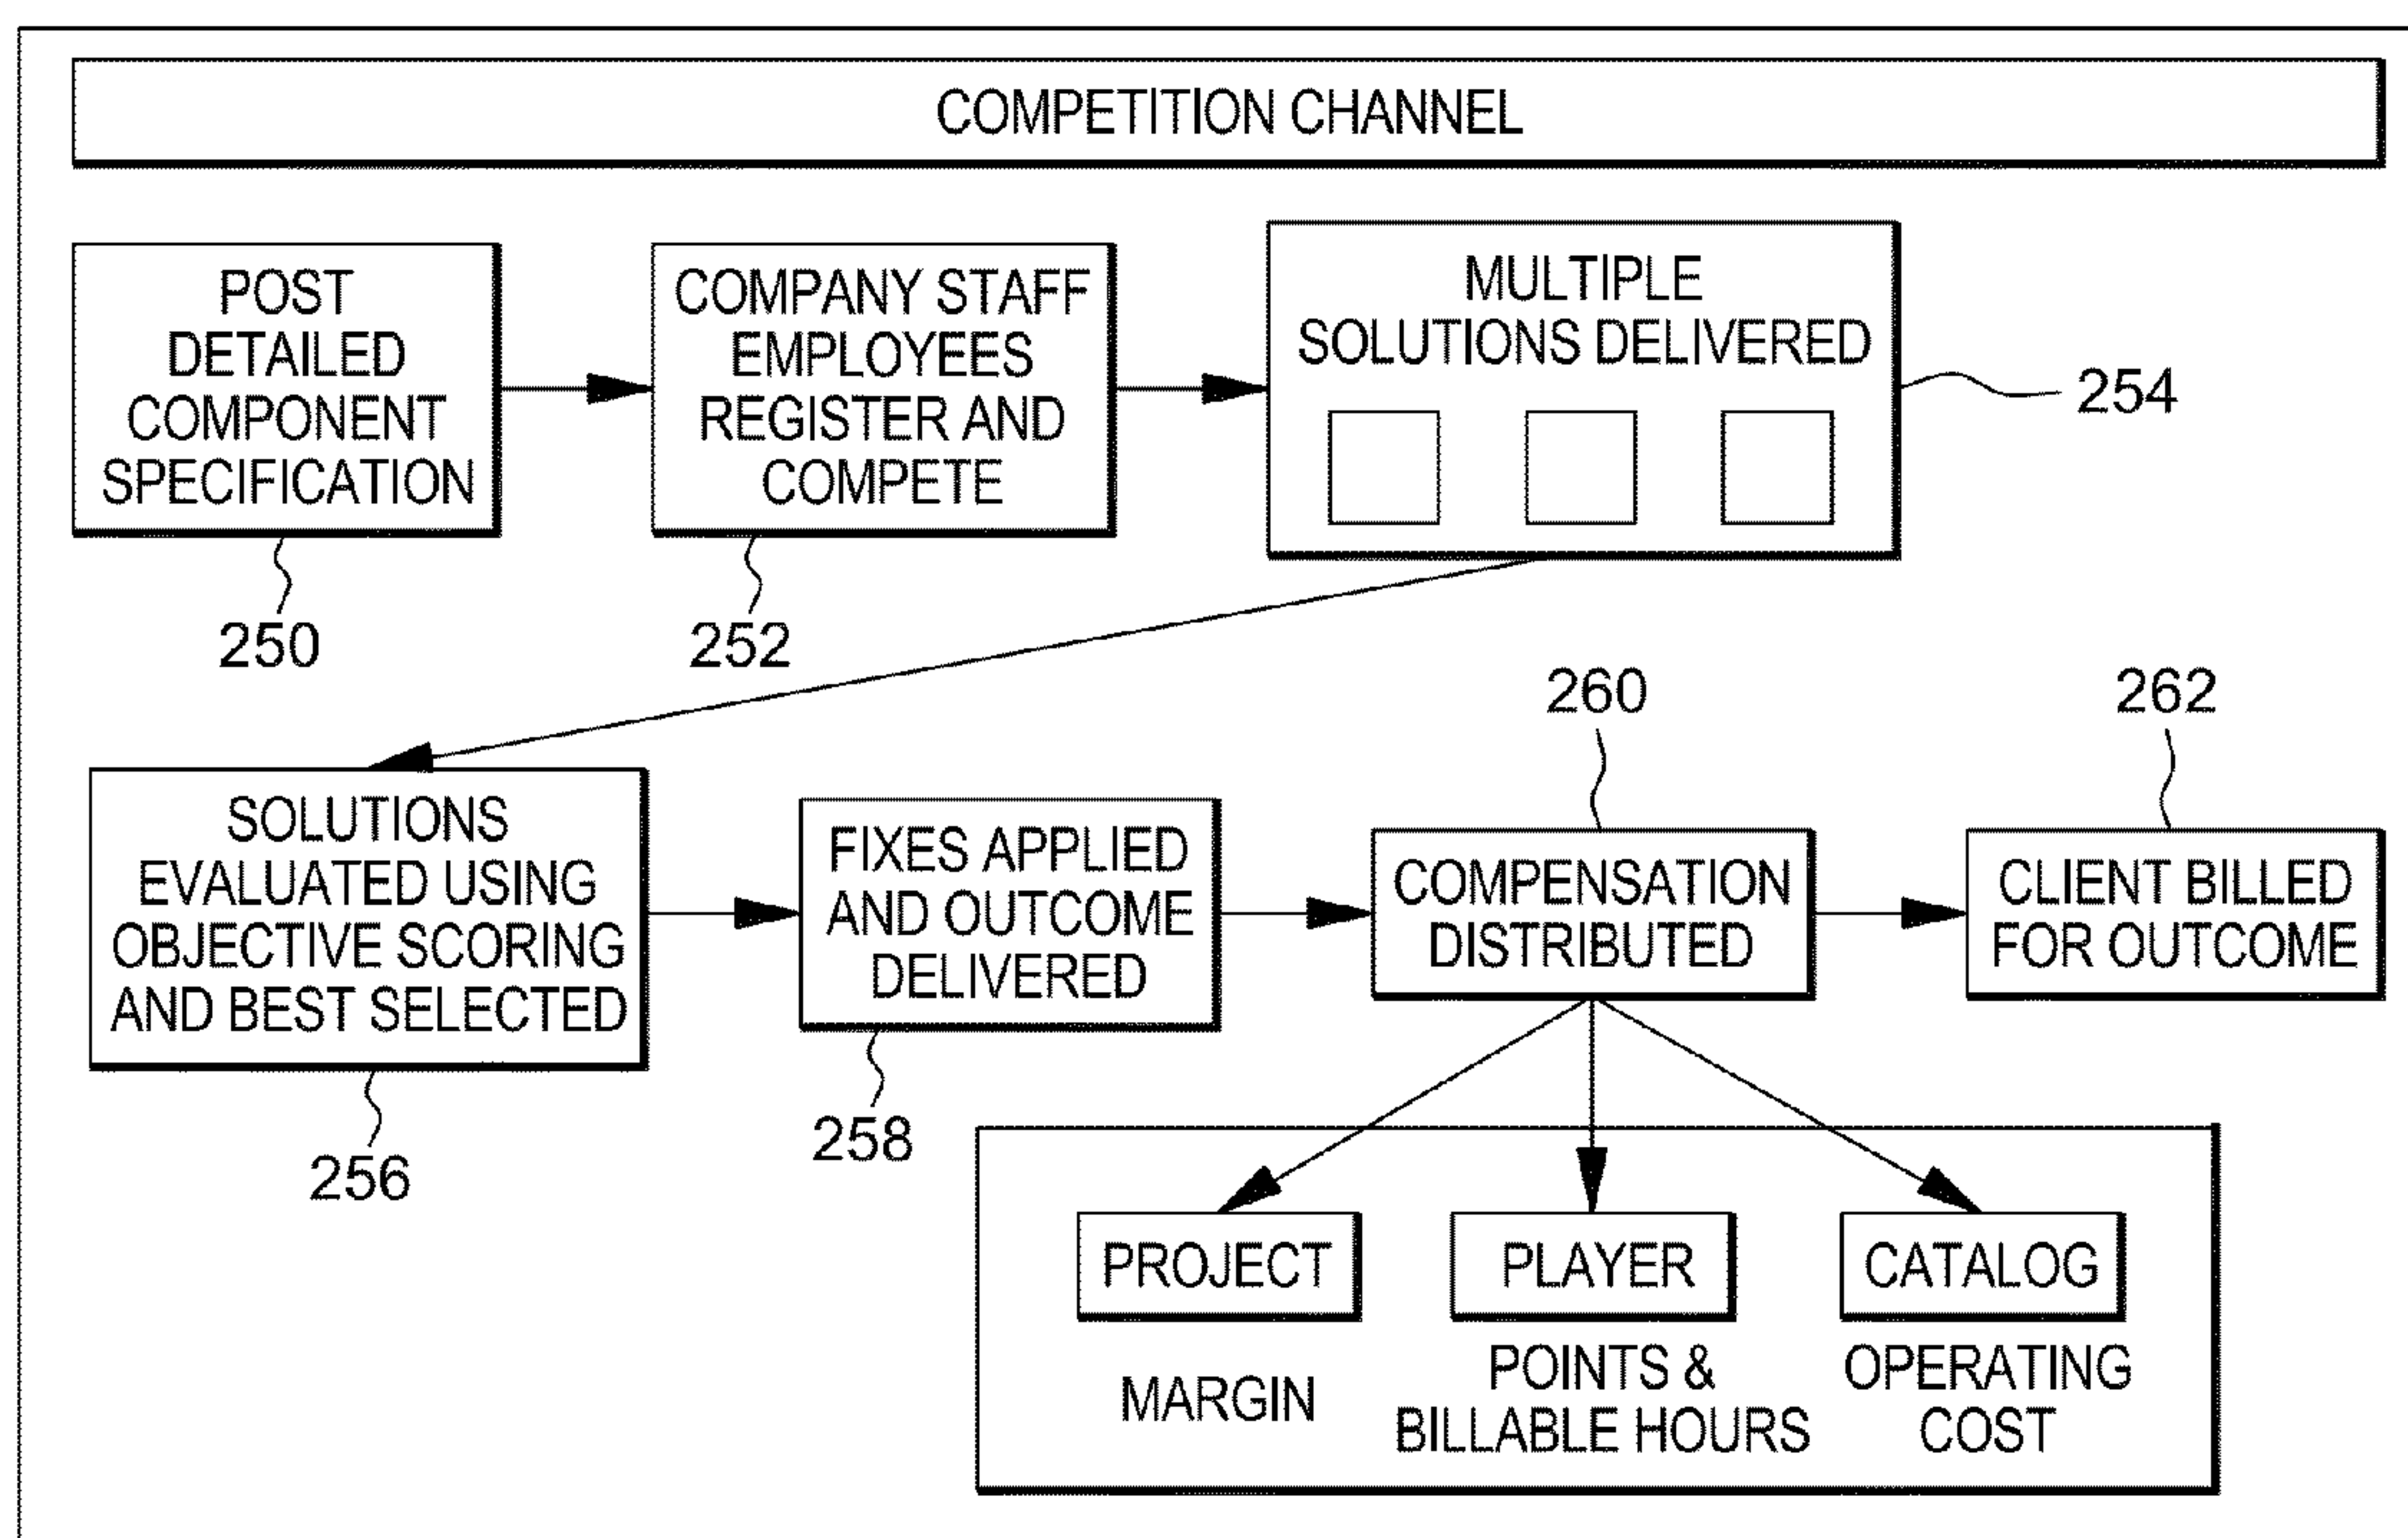 COMPETITION CHANNEL
POST
DETAILED
COMPONENT
SPECIFICATION
250
COMPANY STAFF
EMPLOYEES
REGISTER AND
COMPETE
252
MULTIPLE
SOLUTIONS DELIVERED
254
SOLUTIONS
EVALUATED USING
OBJECTIVE SCORING
AND BEST SELECTED
256
FIXES APPLIED
AND OUTCOME
DELIVERED
258
260
COMPENSATION
DISTRIBUTED
262
CLIENT BILLED
FOR OUTCOME
PROJECT
MARGIN
PLAYER
POINTS &
BILLABLE HOURS
CATALOG
OPERATING
COST